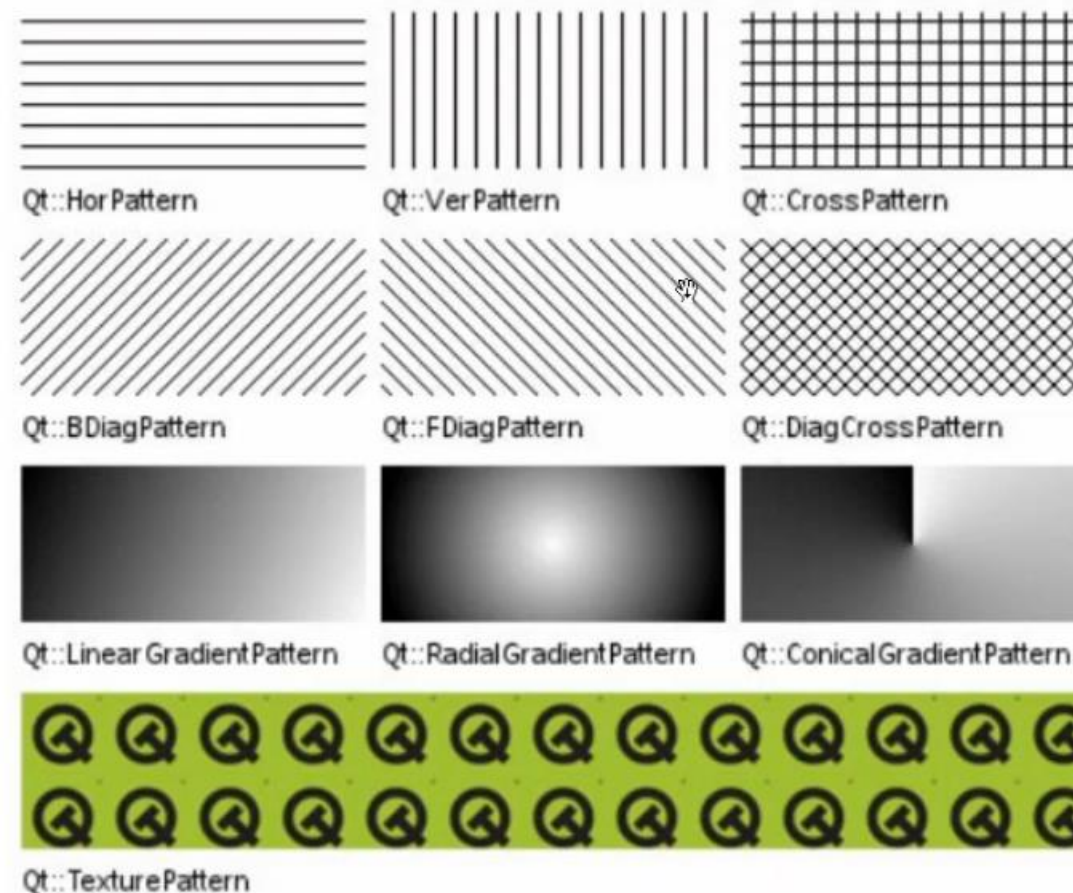 Qt::HorPattern Qt::VerPattern Qt::CrossPattern
Qt::BDiagPattern Qt::FDiagPattern Qt::DiagCrossPattern
Qt::LinearGradientPattern Qt::RadialGradientPattern Qt::ConicalGradientPattern
Qt::TexturePattern